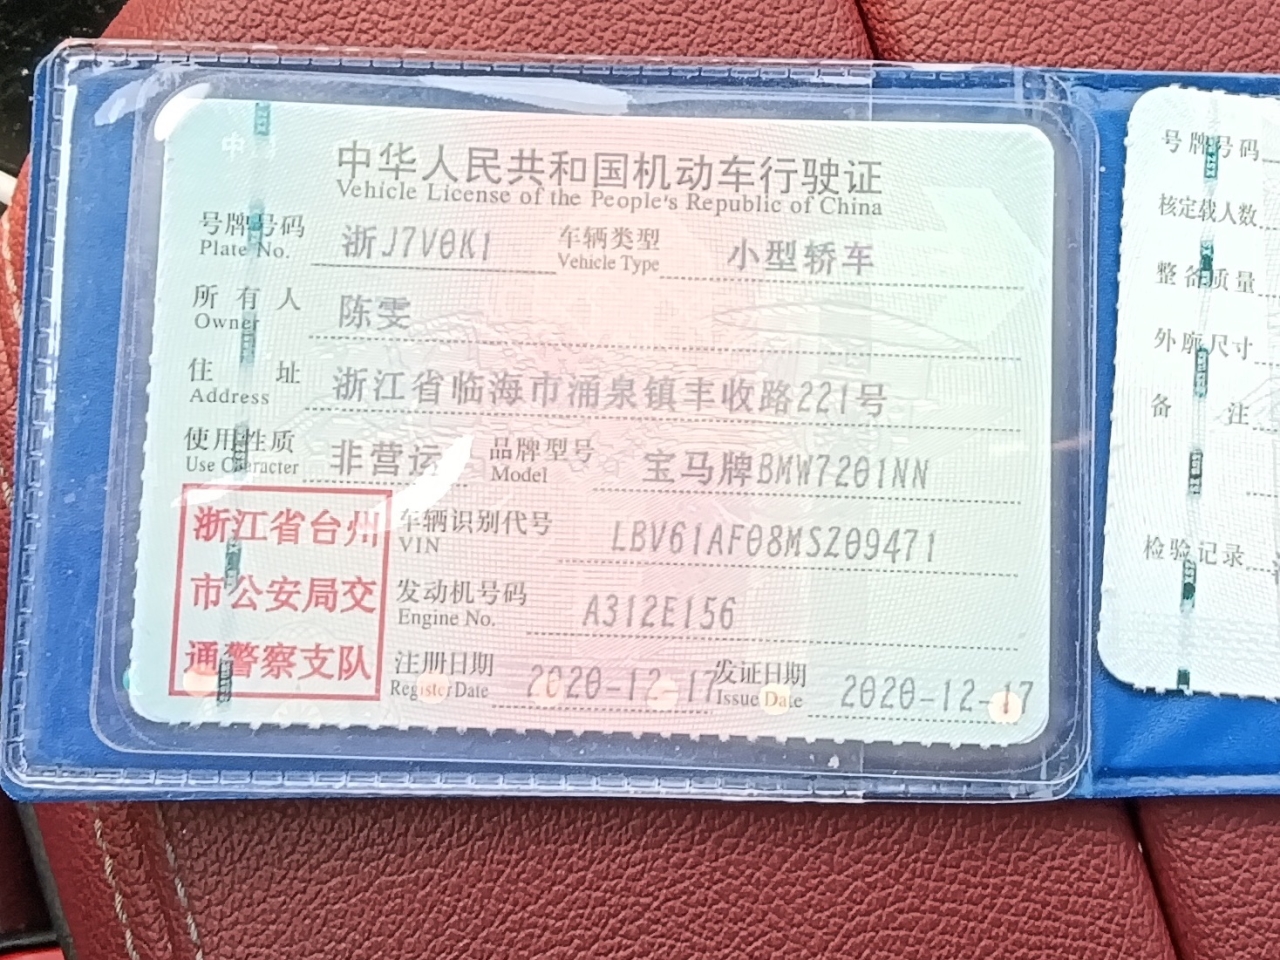 中华人民共和国机动车行驶证
Vehicle License of the People's Republic of China
号牌号码 浙J7V0K1 车辆类型 小型轿车
Plate No. Vehicle Type
所有人 陈雯
Owner
住址 浙江省临海市涌泉镇丰收路221号
Address
使用性质 非营运 品牌型号 宝马牌BMW7201NN
Use Character Model
浙江省台州
市公安局交
通警察支队
车辆识别代号 LBV61AF08MSZ09471
VIN
发动机号码 A312E156
Engine No.
注册日期 2020-12-17 发证日期 2020-12-17
Register Date Issue Date
号牌号码
核定载人数
整备质量
外廓尺寸
备注
检验记录